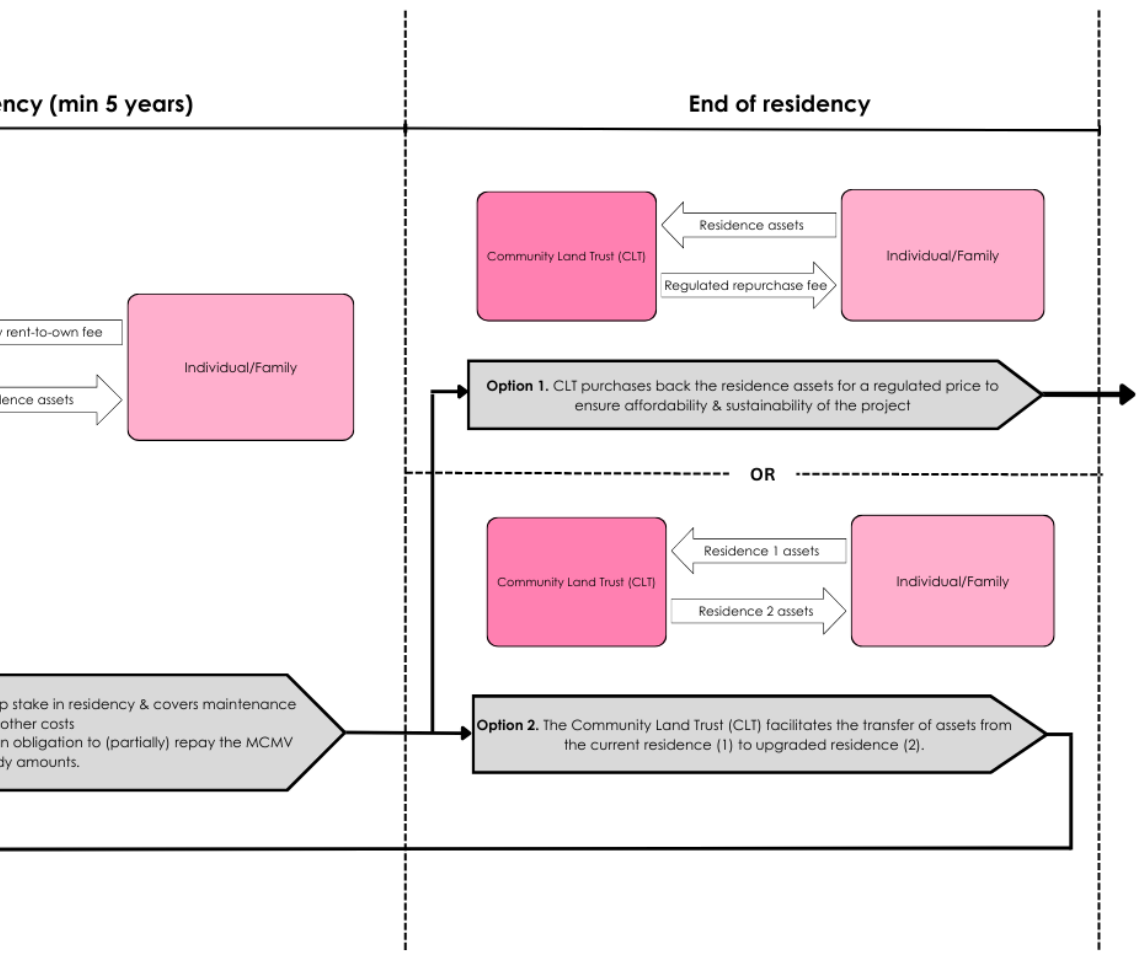 ency (min 5 years)
End of residency
Community Land Trust (CLT)
Residence assets
Regulated repurchase fee
Individual/Family
rent-to-own fee
lence assets
Individual/Family
Option 1. CLT purchases back the residence assets for a regulated price to
ensure affordability & sustainability of the project
OR
Community Land Trust (CLT)
Residence 1 assets
Residence 2 assets
Individual/Family
p stake in residency & covers maintenance
other costs
n obligation to (partially) repay the MCMV
dy amounts.
Option 2. The Community Land Trust (CLT) facilitates the transfer of assets from
the current residence (1) to upgraded residence (2).